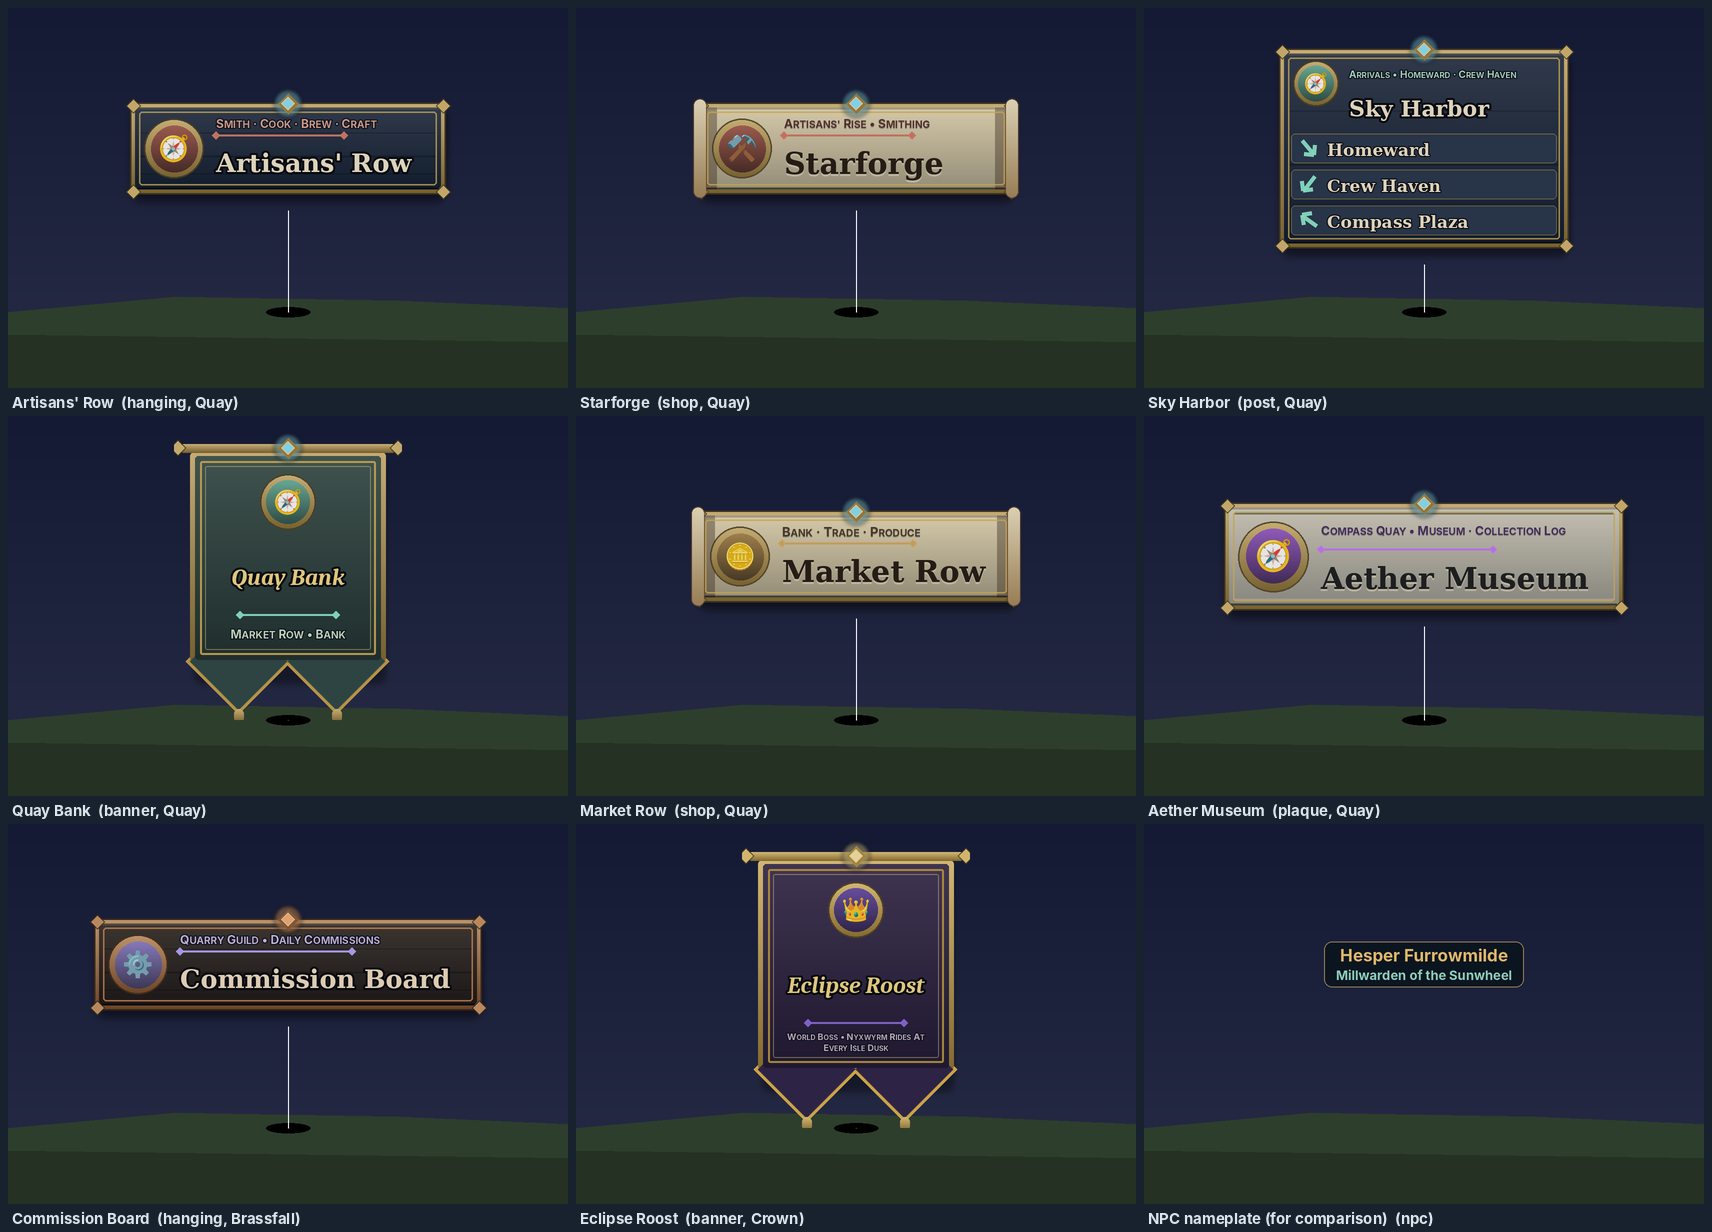 Smith · Cook · Brew · Craft
Artisans' Row
Artisans' Row (hanging, Quay)
Artisans' Rise • Smithing
Starforge
Starforge (shop, Quay)
Arrivals • Homeward · Crew Haven
Sky Harbor
Homeward
Crew Haven
Compass Plaza
Sky Harbor (post, Quay)
Quay Bank
Market Row • Bank
Quay Bank (banner, Quay)
Bank · Trade · Produce
Market Row
Market Row (shop, Quay)
Compass Quay • Museum · Collection Log
Aether Museum
Aether Museum (plaque, Quay)
Quarry Guild • Daily Commissions
Commission Board
Commission Board (hanging, Brassfall)
Eclipse Roost
World Boss • Nyxwyrm Rides At
Every Isle Dusk
Eclipse Roost (banner, Crown)
Hesper Furrowmilde
Millwarden of the Sunwheel
NPC nameplate (for comparison) (npc)